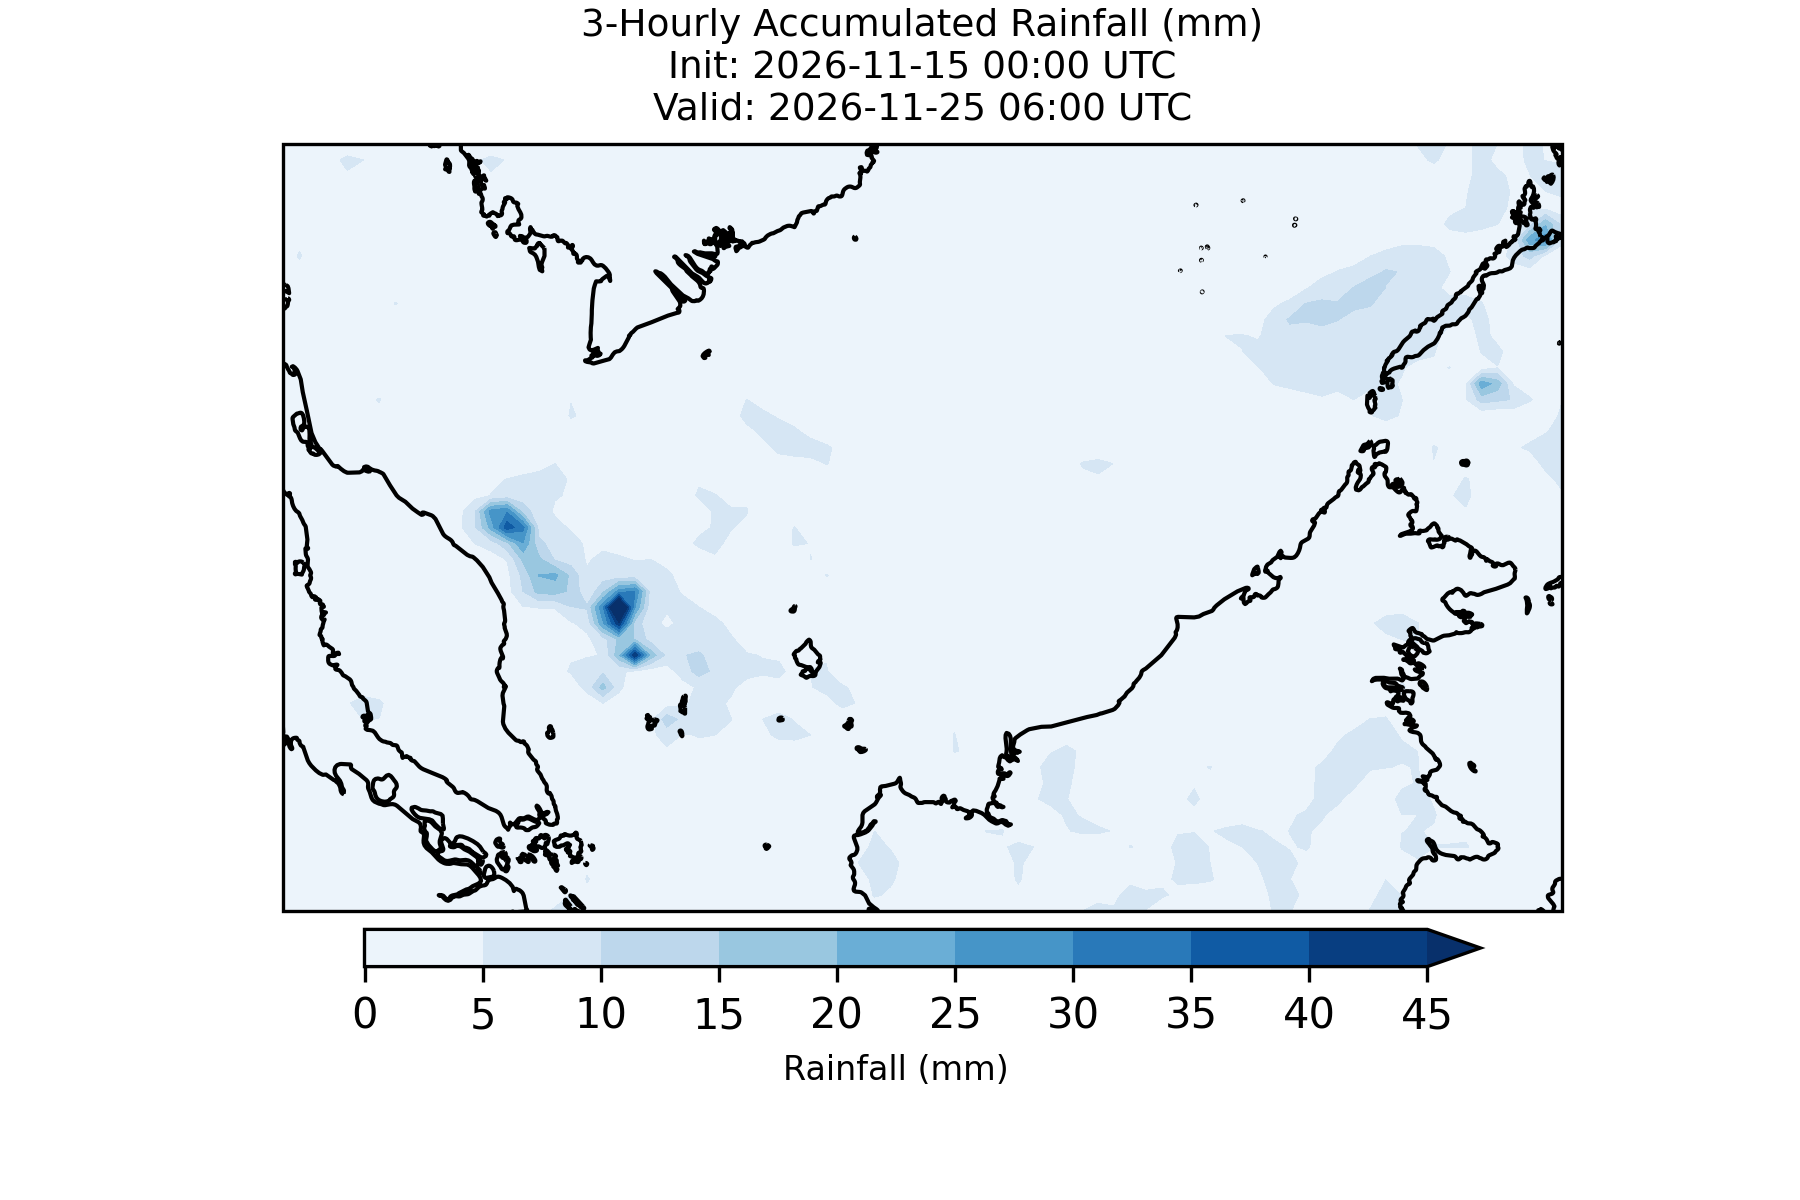 3-Hourly Accumulated Rainfall (mm)
Init: 2026-11-15 00:00 UTC
Valid: 2026-11-25 06:00 UTC
0 5 10 15 20 25 30 35 40 45
Rainfall (mm)